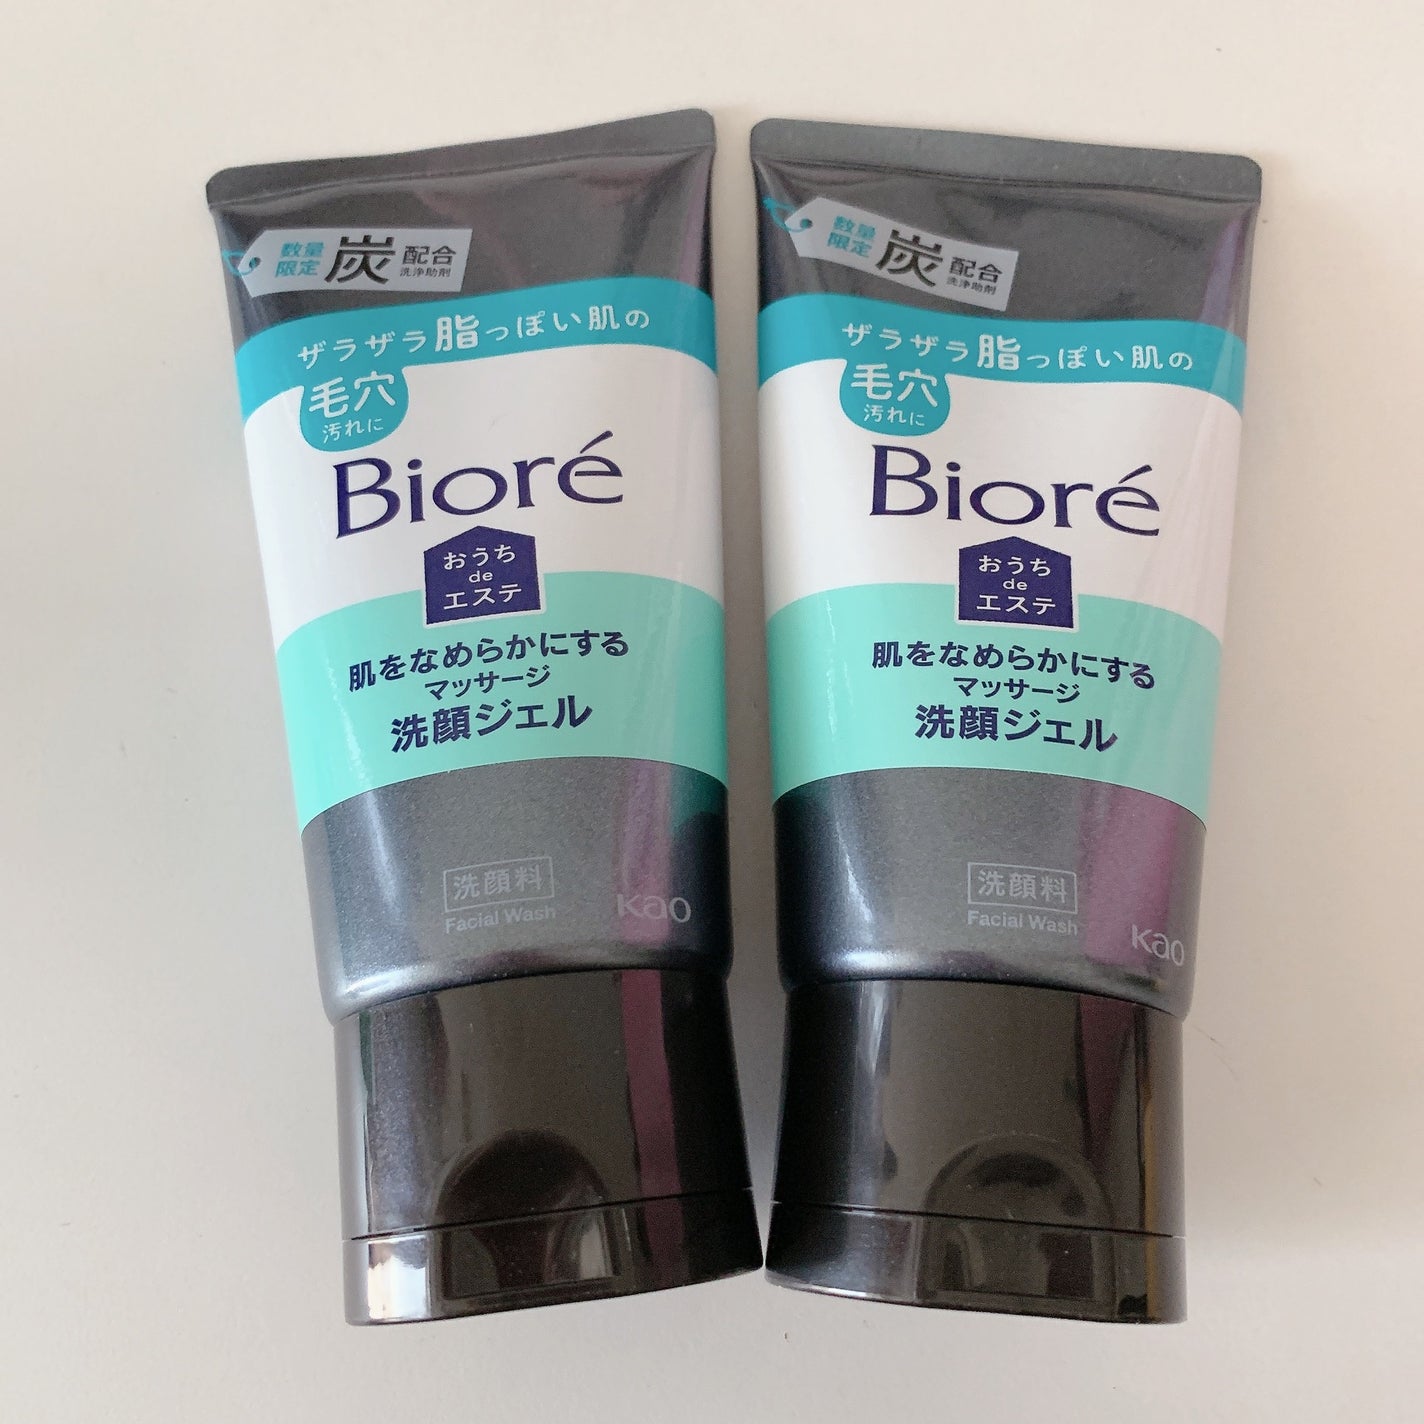 数量
限定
炭
配合
洗浄助剤
ザラザラ脂っぽい肌の
毛穴
汚れに
Bioré
おうち
de
エステ
肌をなめらかにする
マッサージ
洗顔ジェル
洗顔料
Facial Wash
Kao
数量
限定
炭
配合
洗浄助剤
ザラザラ脂っぽい肌の
毛穴
汚れに
Bioré
おうち
de
エステ
肌をなめらかにする
マッサージ
洗顔ジェル
洗顔料
Facial Wash
Kao